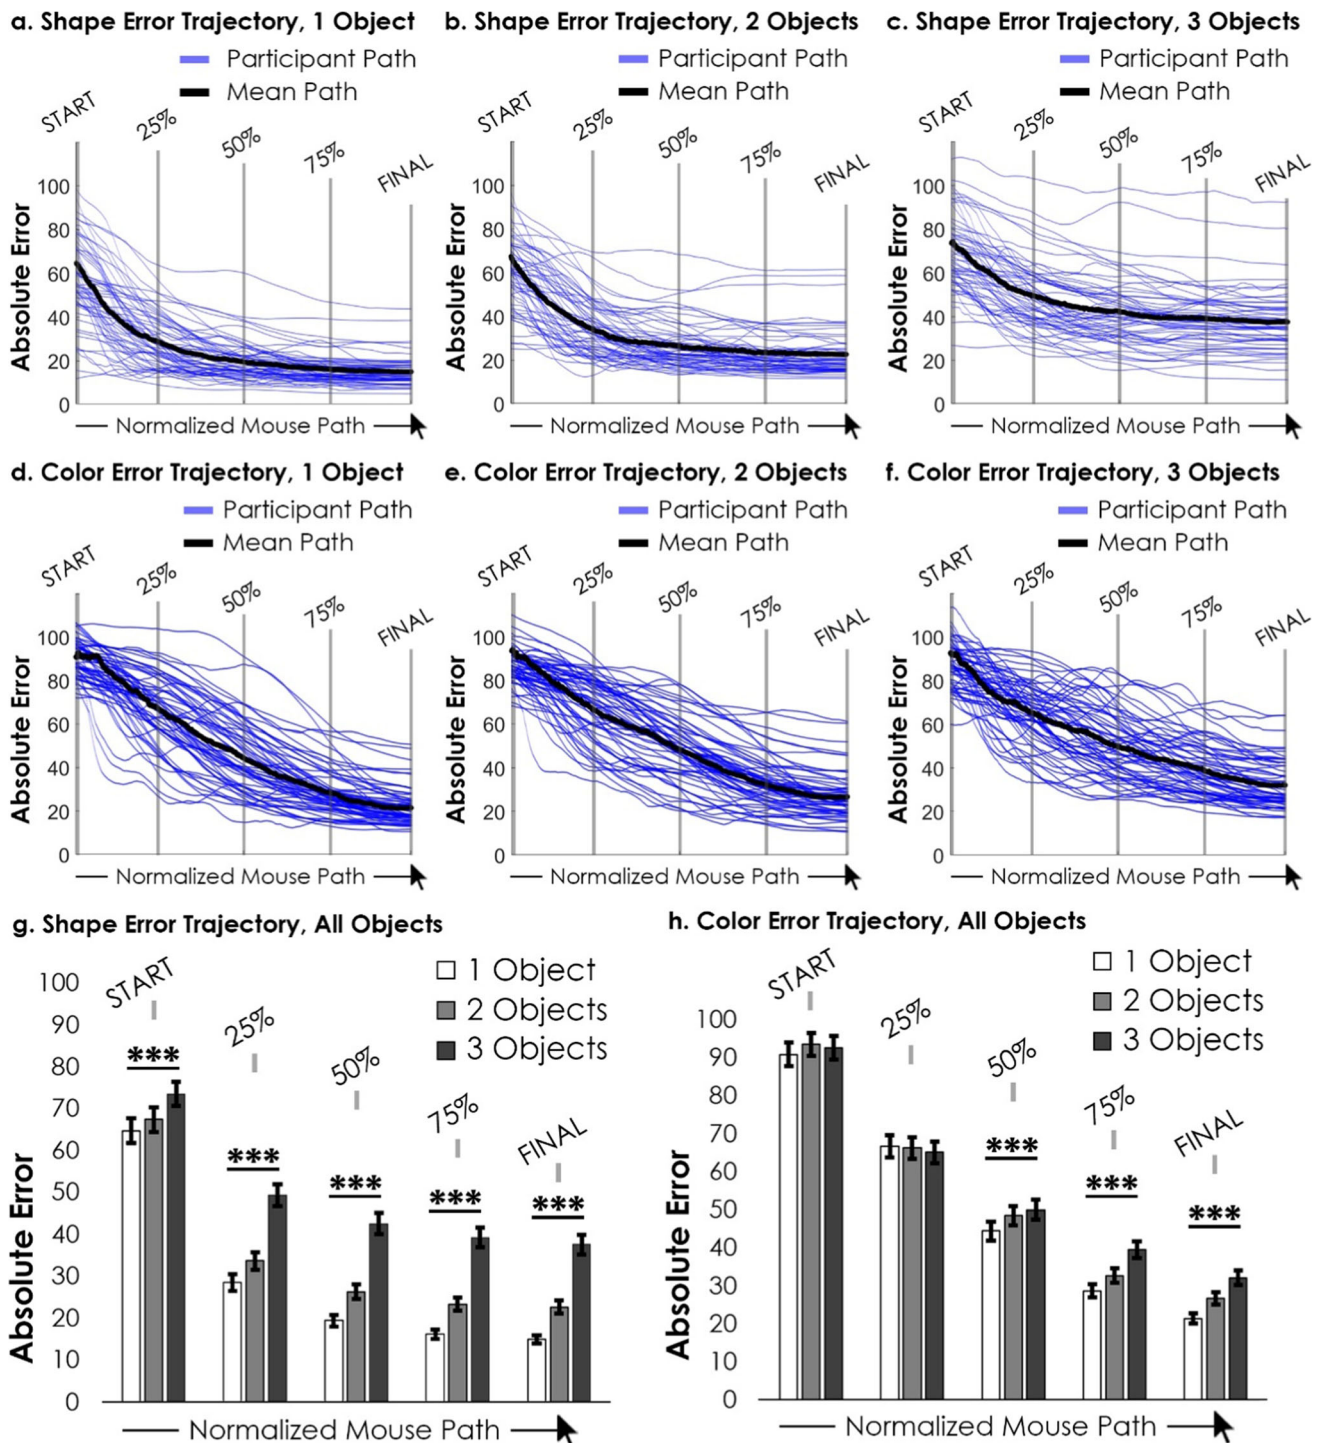 a. Shape Error Trajectory, 1 Object
Participant Path
Mean Path
START
25%
50%
75%
FINAL
100
80
60
40
20
0
Absolute Error
Normalized Mouse Path
b. Shape Error Trajectory, 2 Objects
Participant Path
Mean Path
START
25%
50%
75%
FINAL
100
80
60
40
20
0
Absolute Error
Normalized Mouse Path
c. Shape Error Trajectory, 3 Objects
Participant Path
Mean Path
START
25%
50%
75%
FINAL
100
80
60
40
20
0
Absolute Error
Normalized Mouse Path
d. Color Error Trajectory, 1 Object
Participant Path
Mean Path
START
25%
50%
75%
FINAL
100
80
60
40
20
0
Absolute Error
Normalized Mouse Path
e. Color Error Trajectory, 2 Objects
Participant Path
Mean Path
START
25%
50%
75%
FINAL
100
80
60
40
20
0
Absolute Error
Normalized Mouse Path
f. Color Error Trajectory, 3 Objects
Participant Path
Mean Path
START
25%
50%
75%
FINAL
100
80
60
40
20
0
Absolute Error
Normalized Mouse Path
g. Shape Error Trajectory, All Objects
1 Object
2 Objects
3 Objects
START
25%
50%
75%
FINAL
***
***
***
***
***
100
90
80
70
60
50
40
30
20
10
0
Absolute Error
Normalized Mouse Path
h. Color Error Trajectory, All Objects
1 Object
2 Objects
3 Objects
START
25%
50%
75%
FINAL
***
***
***
100
90
80
70
60
50
40
30
20
10
0
Absolute Error
Normalized Mouse Path